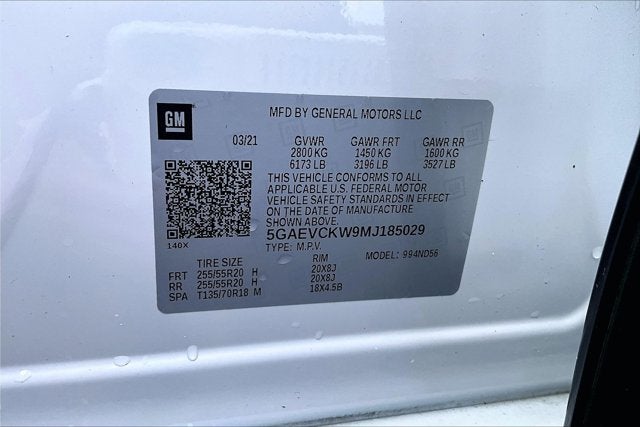 GM
MFD BY GENERAL MOTORS LLC
03/21 GVWR GAWR FRT GAWR RR
2800 KG 1450 KG 1600 KG
6173 LB 3196 LB 3527 LB
THIS VEHICLE CONFORMS TO ALL
APPLICABLE U.S. FEDERAL MOTOR
VEHICLE SAFETY STANDARDS IN EFFECT
ON THE DATE OF MANUFACTURE
SHOWN ABOVE.
140X
5GAEVCKW9MJ185029
TYPE: M.P.V. MODEL: 994ND56
TIRE SIZE RIM
FRT 255/55R20 H 20X8J
RR 255/55R20 H 20X8J
SPA T135/70R18 M 18X4.5B